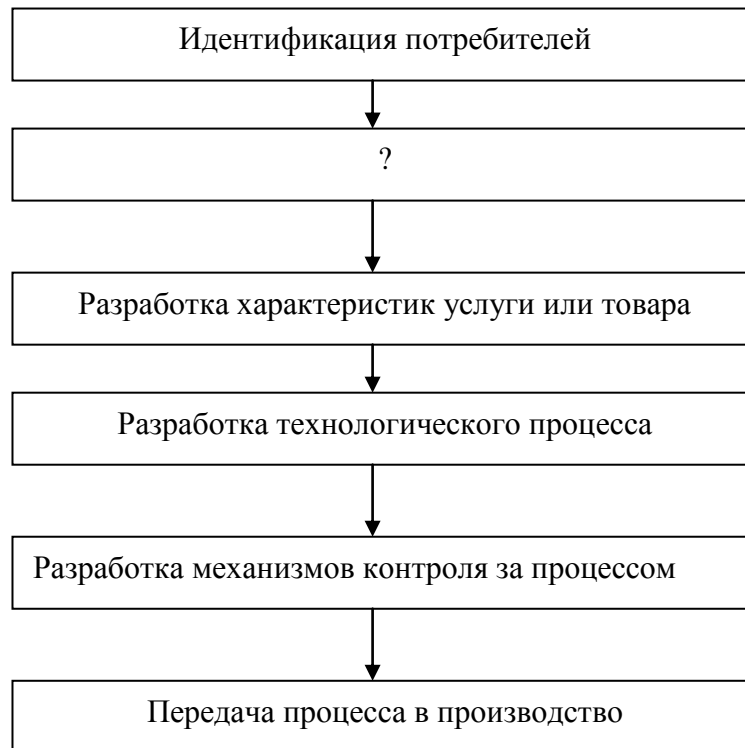 Идентификация потребителей
?
Разработка характеристик услуги или товара
Разработка технологического процесса
Разработка механизмов контроля за процессом
Передача процесса в производство